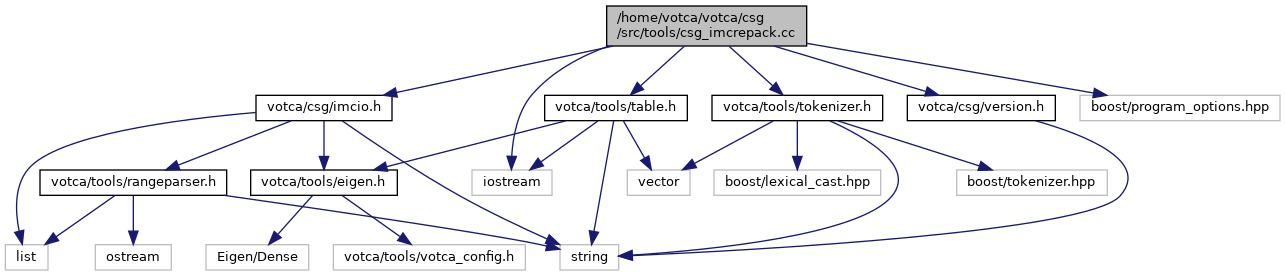 /home/votca/votca/csg
/src/tools/csg_imcrepack.cc
votca/csg/imcio.h
votca/tools/table.h
votca/tools/tokenizer.h
votca/csg/version.h
boost/program_options.hpp
votca/tools/rangeparser.h
votca/tools/eigen.h
iostream
vector
boost/lexical_cast.hpp
boost/tokenizer.hpp
list
ostream
Eigen/Dense
votca/tools/votca_config.h
string